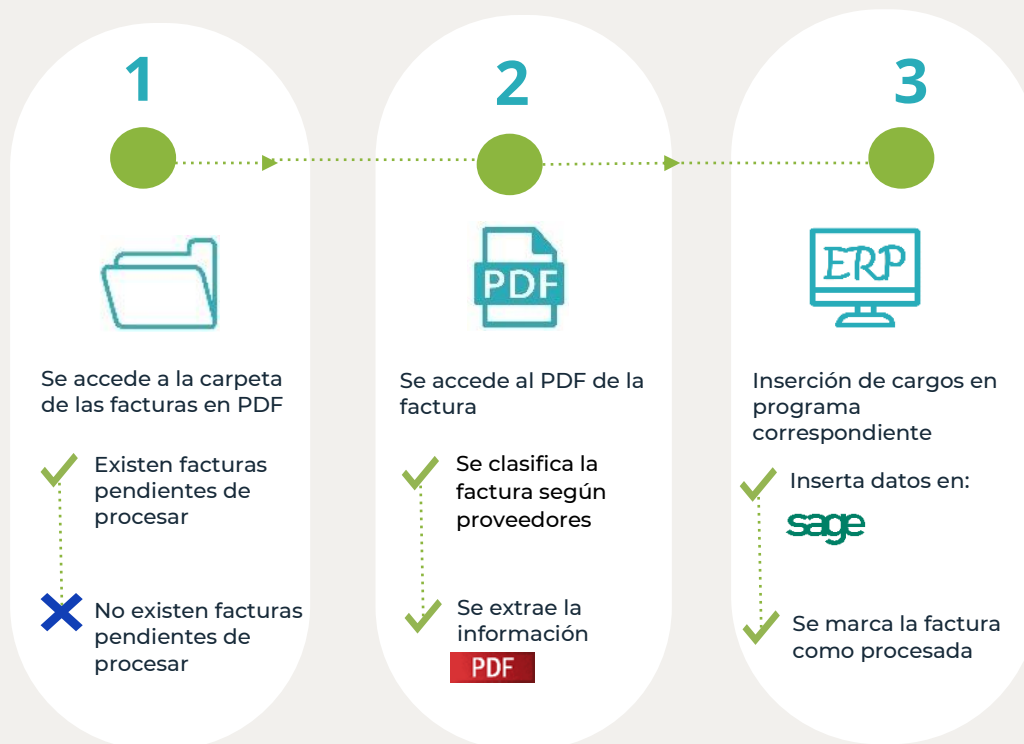 1
Se accede a la carpeta
de las facturas en PDF
Existen facturas
pendientes de
procesar
No existen facturas
pendientes de
procesar
2
PDF
Se accede al PDF de la
factura
Se clasifica la
factura según
proveedores
Se extrae la
información
PDF
3
ERP
Inserción de cargos en
programa
correspondiente
Inserta datos en:
sage
Se marca la factura
como procesada